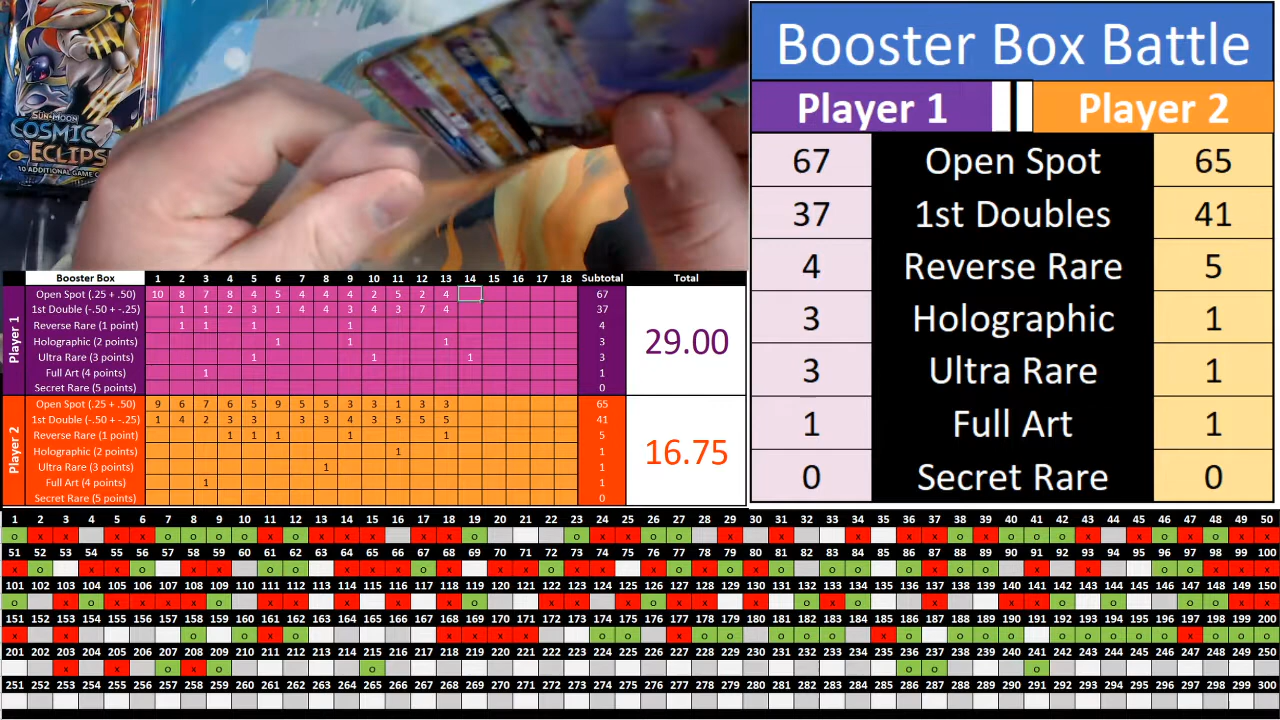 SUN & MOON
COSMIC
ECLIPSE
10 ADDITIONAL GAME C
Booster Box Battle
Player 1 Player 2
67 Open Spot 65
37 1st Doubles 41
4 Reverse Rare 5
3 Holographic 1
3 Ultra Rare 1
1 Full Art 1
0 Secret Rare 0
Booster Box 1 2 3 4 5 6 7 8 9 10 11 12 13 14 15 16 17 18 Subtotal Total
Player 1
Open Spot (.25 + .50) 10 8 7 8 4 5 4 4 4 2 5 2 4 67
1st Double (-.50 + -.25) 1 1 2 3 1 4 4 3 4 3 7 4 37
Reverse Rare (1 point) 1 1 1 1 4
Holographic (2 points) 1 1 1 3
Ultra Rare (3 points) 1 1 1 3
Full Art (4 points) 1 1
Secret Rare (5 points) 0
29.00
Player 2
Open Spot (.25 + .50) 9 6 7 6 5 9 5 5 3 3 1 3 3 65
1st Double (-.50 + -.25) 1 4 2 3 3 3 3 4 3 5 5 5 41
Reverse Rare (1 point) 1 1 1 1 1 5
Holographic (2 points) 1 1
Ultra Rare (3 points) 1 1
Full Art (4 points) 1 1
Secret Rare (5 points) 0
16.75
1 2 3 4 5 6 7 8 9 10 11 12 13 14 15 16 17 18 19 20 21 22 23 24 25 26 27 28 29 30 31 32 33 34 35 36 37 38 39 40 41 42 43 44 45 46 47 48 49 50
51 52 53 54 55 56 57 58 59 60 61 62 63 64 65 66 67 68 69 70 71 72 73 74 75 76 77 78 79 80 81 82 83 84 85 86 87 88 89 90 91 92 93 94 95 96 97 98 99 100
101 102 103 104 105 106 107 108 109 110 111 112 113 114 115 116 117 118 119 120 121 122 123 124 125 126 127 128 129 130 131 132 133 134 135 136 137 138 139 140 141 142 143 144 145 146 147 148 149 150
151 152 153 154 155 156 157 158 159 160 161 162 163 164 165 166 167 168 169 170 171 172 173 174 175 176 177 178 179 180 181 182 183 184 185 186 187 188 189 190 191 192 193 194 195 196 197 198 199 200
201 202 203 204 205 206 207 208 209 210 211 212 213 214 215 216 217 218 219 220 221 222 223 224 225 226 227 228 229 230 231 232 233 234 235 236 237 238 239 240 241 242 243 244 245 246 247 248 249 250
251 252 253 254 255 256 257 258 259 260 261 262 263 264 265 266 267 268 269 270 271 272 273 274 275 276 277 278 279 280 281 282 283 284 285 286 287 288 289 290 291 292 293 294 295 296 297 298 299 300